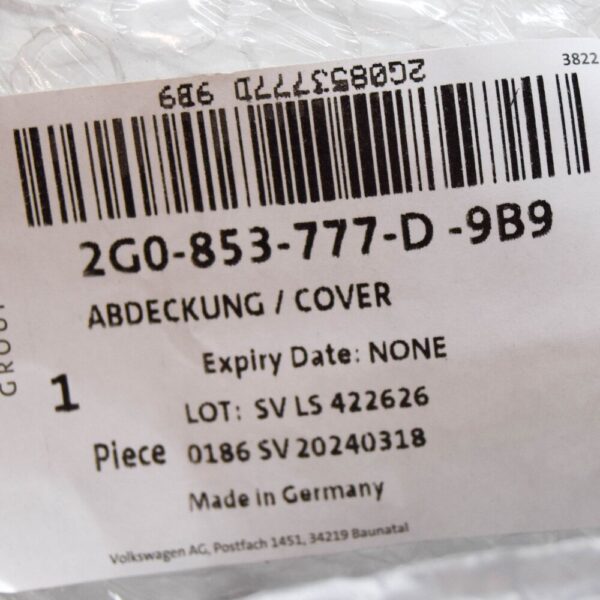 3822
2G0853777D 9B9
2G0-853-777-D -9B9
ABDECKUNG / COVER
GROUP
Expiry Date: NONE
1
LOT: SV LS 422626
Piece 0186 SV 20240318
Made in Germany
Volkswagen AG, Postfach 1451, 34219 Baunatal